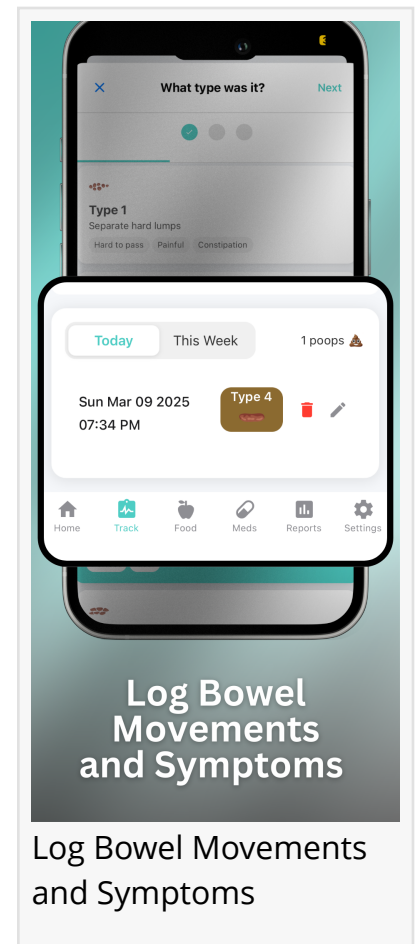 What type was it?
Next
Type 1
Separate hard lumps
Hard to pass Painful Constipation
Today This Week 1 poops 💩
Sun Mar 09 2025
Type 4
07:34 PM
Home Track Food Meds Reports Settings
Log Bowel
Movements
and Symptoms
Log Bowel Movements
and Symptoms